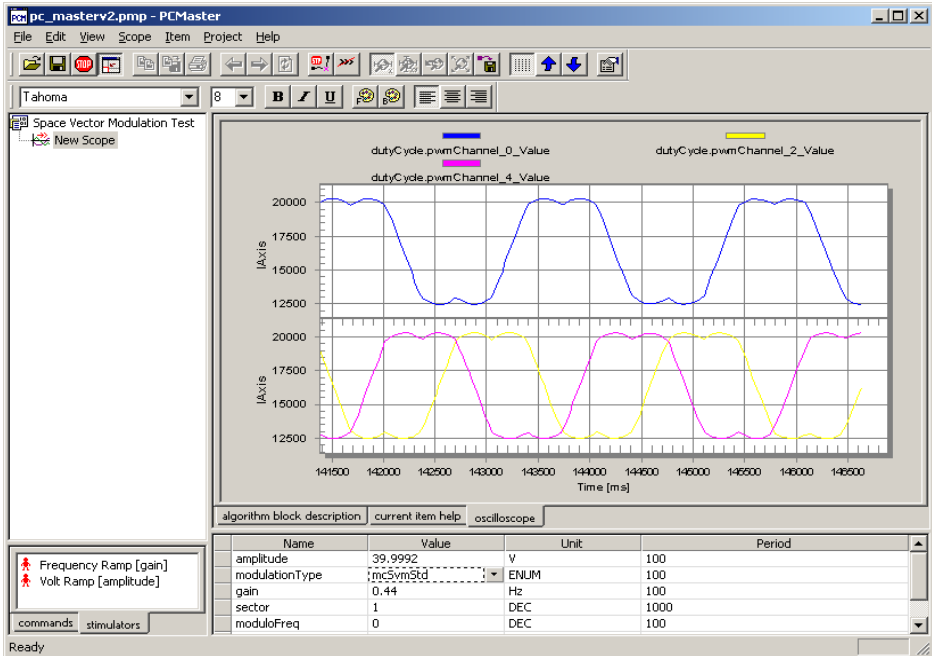 pc_masterv2.pmp - PCMaster
File Edit View Scope Item Project Help
Tahoma 8 B I U
Space Vector Modulation Test
New Scope
dutyCycle.pwmChannel_0_Value dutyCycle.pwmChannel_2_Value
dutyCycle.pwmChannel_4_Value
20000
17500
15000
12500
IAxis
20000
17500
15000
12500
IAxis
141500 142000 142500 143000 143500 144000 144500 145000 145500 146000 146500
Time [ms]
algorithm block description current item help oscilloscope
Name Value Unit Period
amplitude 39.9992 V 100
modulationType mcSvmStd ENUM 100
gain 0.44 Hz 100
sector 1 DEC 1000
moduloFreq 0 DEC 100
Frequency Ramp [gain]
Volt Ramp [amplitude]
commands stimulators
Ready